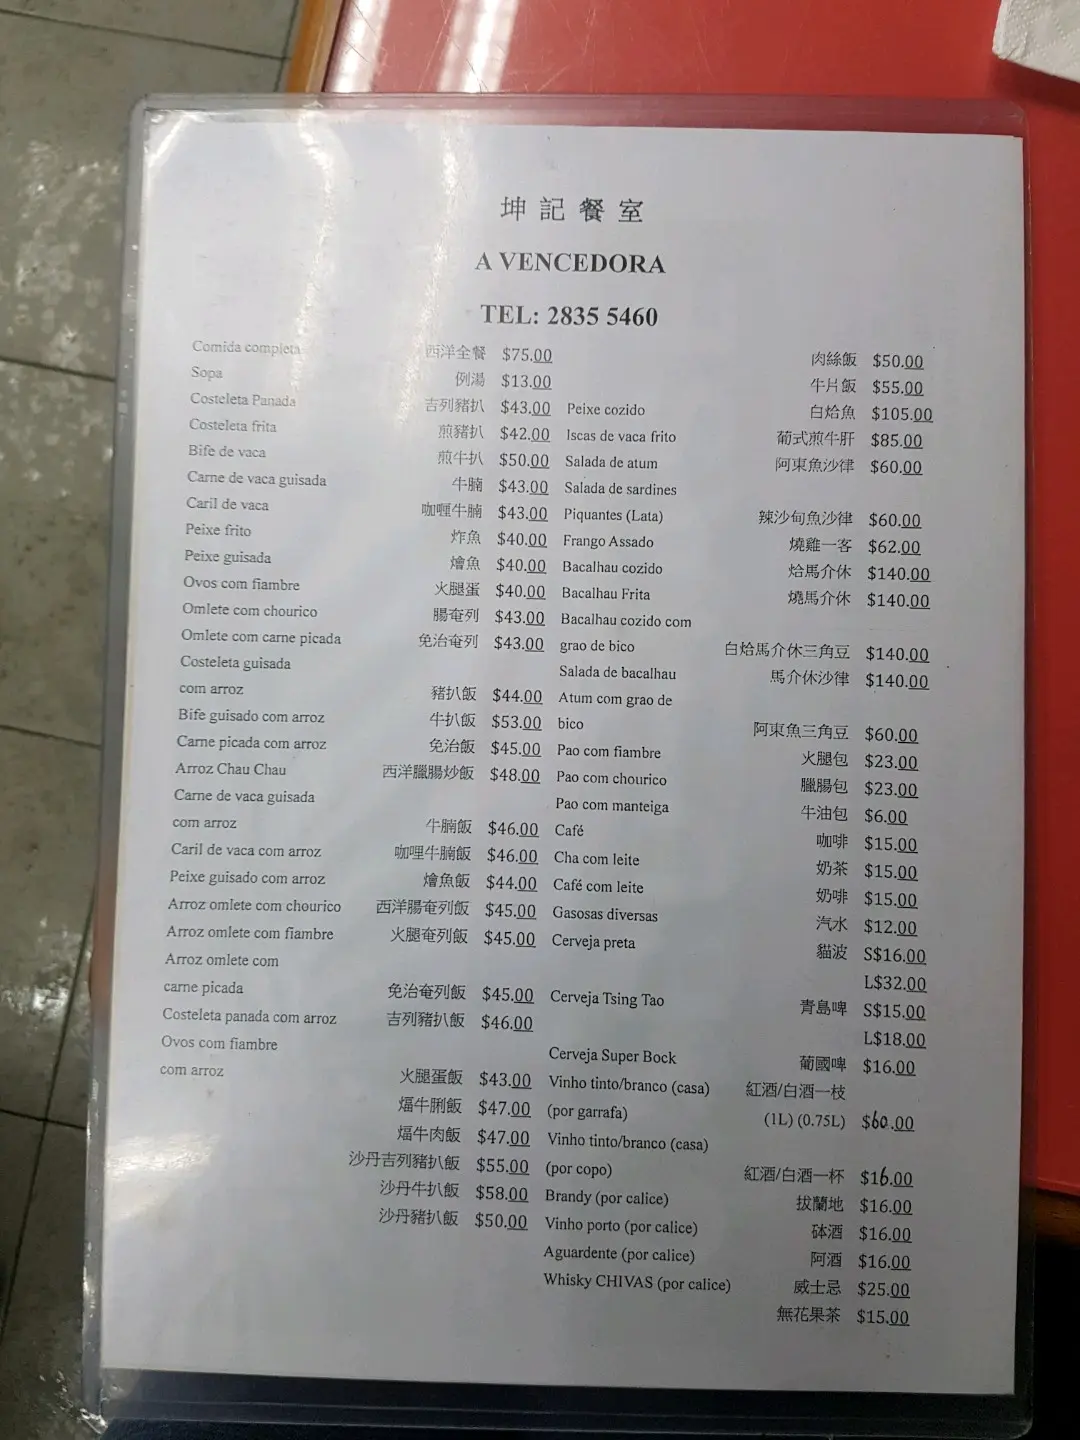 坤記餐室
A VENCEDORA
TEL: 2835 5460
Comida completa 西洋全餐 $75.00
Sopa 例湯 $13.00
Costeleta Panada 吉列豬扒 $43.00
Costeleta frita 煎豬扒 $42.00
Bife de vaca 煎牛扒 $50.00
Carne de vaca guisada 牛腩 $43.00
Caril de vaca 咖喱牛腩 $43.00
Peixe frito 炸魚 $40.00
Peixe guisada 燴魚 $40.00
Ovos com fiambre 火腿蛋 $40.00
Omlete com chourico 腸奄列 $43.00
Omlete com carne picada 免治奄列 $43.00
Costeleta guisada
com arroz 豬扒飯 $44.00
Bife guisado com arroz 牛扒飯 $53.00
Carne picada com arroz 免治飯 $45.00
Arroz Chau Chau 西洋臘腸炒飯 $48.00
Carne de vaca guisada
com arroz 牛腩飯 $46.00
Caril de vaca com arroz 咖哩牛腩飯 $46.00
Peixe guisado com arroz 燴魚飯 $44.00
Arroz omlete com chourico 西洋腸奄列飯 $45.00
Arroz omlete com fiambre 火腿奄列飯 $45.00
Arroz omlete com
carne picada 免治奄列飯 $45.00
Costeleta panada com arroz 吉列豬扒飯 $46.00
Ovos com fiambre
com arroz 火腿蛋飯 $43.00
煏牛脷飯 $47.00
煏牛肉飯 $47.00
沙丹吉列豬扒飯 $55.00
沙丹牛扒飯 $58.00
沙丹豬扒飯 $50.00
肉絲飯 $50.00
牛片飯 $55.00
Peixe cozido 白烚魚 $105.00
Iscas de vaca frito 葡式煎牛肝 $85.00
Salada de atum 阿東魚沙律 $60.00
Salada de sardines
Piquantes (Lata) 辣沙甸魚沙律 $60.00
Frango Assado 燒雞一客 $62.00
Bacalhau cozido 烚馬介休 $140.00
Bacalhau Frita 燒馬介休 $140.00
Bacalhau cozido com
grao de bico 白烚馬介休三角豆 $140.00
Salada de bacalhau 馬介休沙律 $140.00
Atum com grao de
bico 阿東魚三角豆 $60.00
Pao com fiambre 火腿包 $23.00
Pao com chourico 臘腸包 $23.00
Pao com manteiga 牛油包 $6.00
Café 咖啡 $15.00
Cha com leite 奶茶 $15.00
Café com leite 奶啡 $15.00
Gasosas diversas 汽水 $12.00
Cerveja preta 貓波 S$16.00
L$32.00
Cerveja Tsing Tao 青島啤 S$15.00
L$18.00
Cerveja Super Bock 葡國啤 $16.00
Vinho tinto/branco (casa) 紅酒/白酒一枝
(por garrafa) (1L) (0.75L) $60.00
Vinho tinto/branco (casa)
(por copo) 紅酒/白酒一杯 $16.00
Brandy (por calice) 拔蘭地 $16.00
Vinho porto (por calice) 砵酒 $16.00
Aguardente (por calice) 阿酒 $16.00
Whisky CHIVAS (por calice) 威士忌 $25.00
無花果茶 $15.00